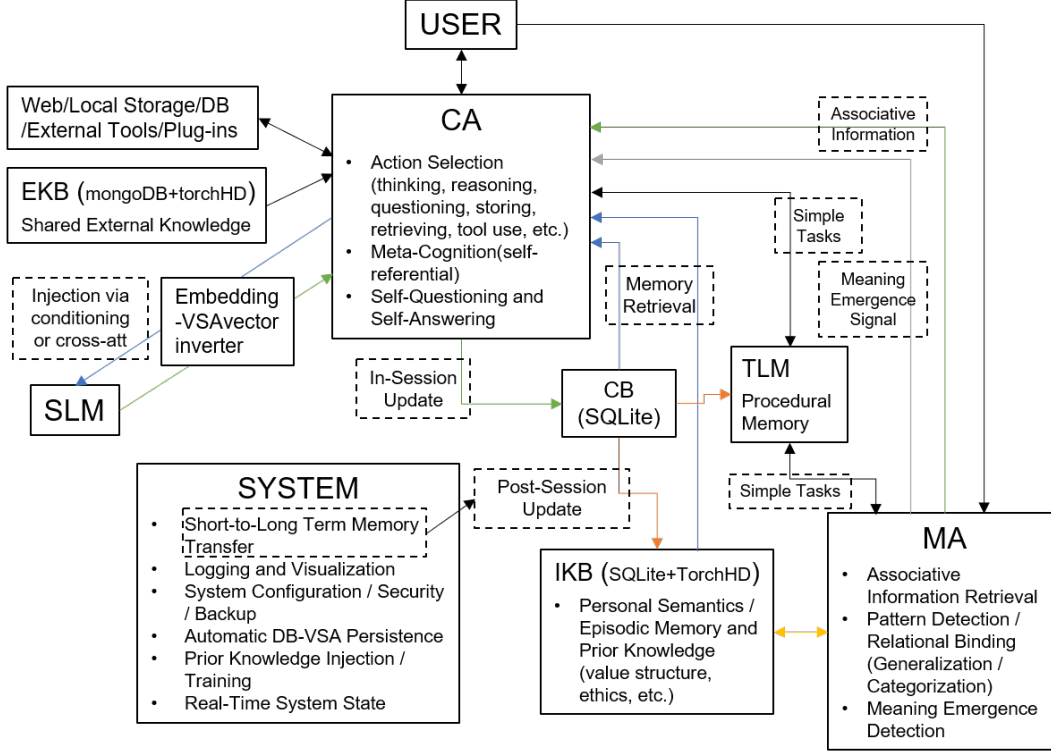 USER
Web/Local Storage/DB
/External Tools/Plug-ins
EKB (mongoDB+torchHD)
Shared External Knowledge
CA
• Action Selection
(thinking, reasoning,
questioning, storing,
retrieving, tool use, etc.)
• Meta-Cognition(self-
referential)
• Self-Questioning and
Self-Answering
Associative
Information
Simple
Tasks
Meaning
Emergence
Signal
Memory
Retrieval
Injection via
conditioning
or cross-att
Embedding
-VSAvector
inverter
SLM
In-Session
Update
CB
(SQLite)
TLM
Procedural
Memory
Simple Tasks
SYSTEM
• Short-to-Long Term Memory
Transfer
• Logging and Visualization
• System Configuration / Security
/ Backup
• Automatic DB-VSA Persistence
• Prior Knowledge Injection /
Training
• Real-Time System State
Post-Session
Update
IKB (SQLite+TorchHD)
• Personal Semantics /
Episodic Memory and
Prior Knowledge
(value structure,
ethics, etc.)
MA
• Associative
Information Retrieval
• Pattern Detection /
Relational Binding
(Generalization /
Categorization)
• Meaning Emergence
Detection